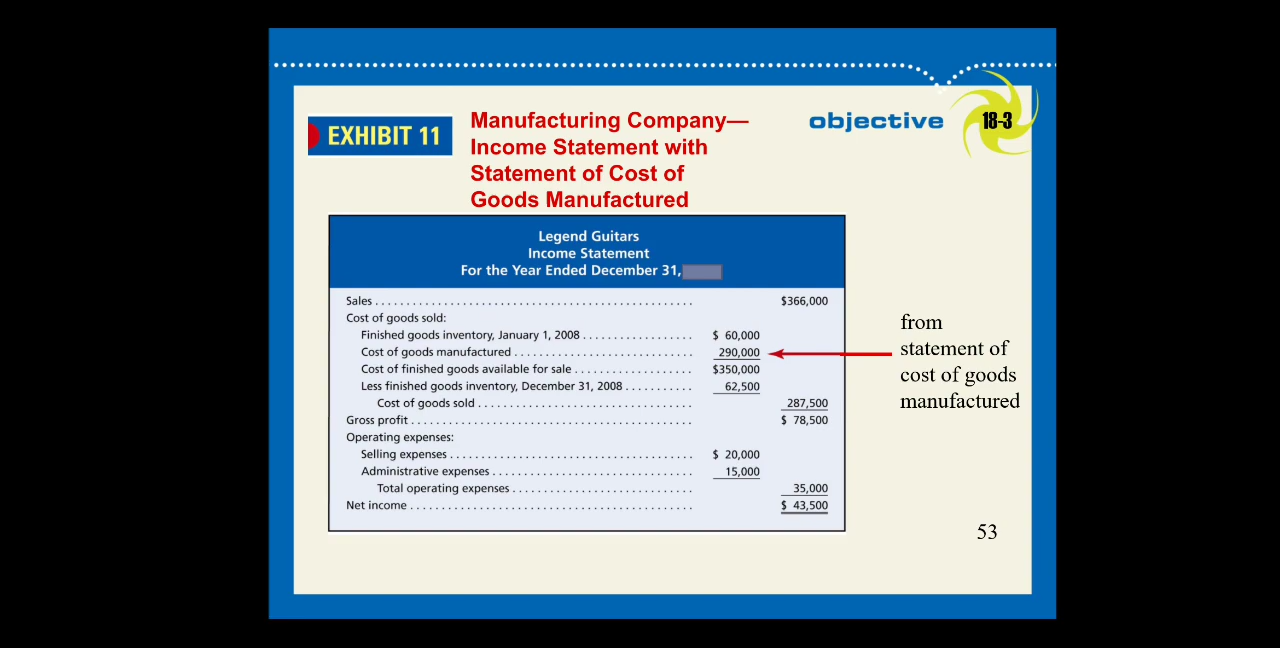 EXHIBIT 11
Manufacturing Company—
Income Statement with
Statement of Cost of
Goods Manufactured
objective
18-3
Legend Guitars
Income Statement
For the Year Ended December 31,
Sales $366,000
Cost of goods sold:
Finished goods inventory, January 1, 2008 $ 60,000
Cost of goods manufactured 290,000
Cost of finished goods available for sale $350,000
Less finished goods inventory, December 31, 2008 62,500
Cost of goods sold 287,500
Gross profit $ 78,500
Operating expenses:
Selling expenses $ 20,000
Administrative expenses 15,000
Total operating expenses 35,000
Net income $ 43,500
from
statement of
cost of goods
manufactured
53